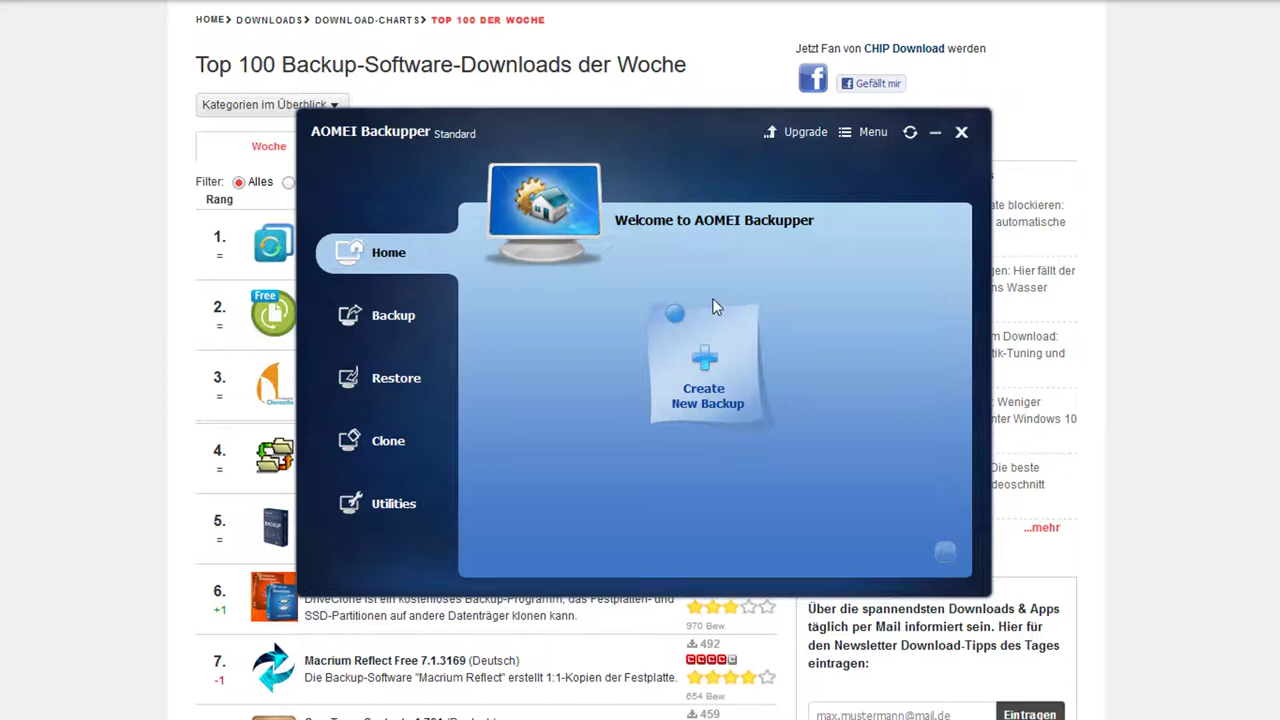 HOME DOWNLOADS DOWNLOAD-CHARTS TOP 100 DER WOCHE
Top 100 Backup-Software-Downloads der Woche
Jetzt Fan von CHIP Download werden
Gefällt mir
Kategorien im Überblick
Woche
Filter: Alles
Rang
1.
=
2.
=
3.
=
4.
=
5.
=
6.
+1
7.
-1
Free
Clonezilla
BACKUP
AOMEI Backupper Standard
Upgrade
Menu
Welcome to AOMEI Backupper
Home
Backup
Restore
Clone
Utilities
Create
New Backup
ate blockieren:
automatische
gen: Hier fällt der
ns Wasser
m Download:
tik-Tuning und
Weniger
nter Windows 10
Die beste
deoschnitt
...mehr
DriveClone ist ein kostenloses Backup-Programm, das Festplatten- und
SSD-Partitionen auf andere Datenträger klonen kann.
970 Bew.
492
Macrium Reflect Free 7.1.3169 (Deutsch)
Die Backup-Software "Macrium Reflect" erstellt 1:1-Kopien der Festplatte.
654 Bew.
459
Über die spannendsten Downloads & Apps
täglich per Mail informiert sein. Hier für
den Newsletter Download-Tipps des Tages
eintragen:
max.mustermann@mail.de
Eintragen